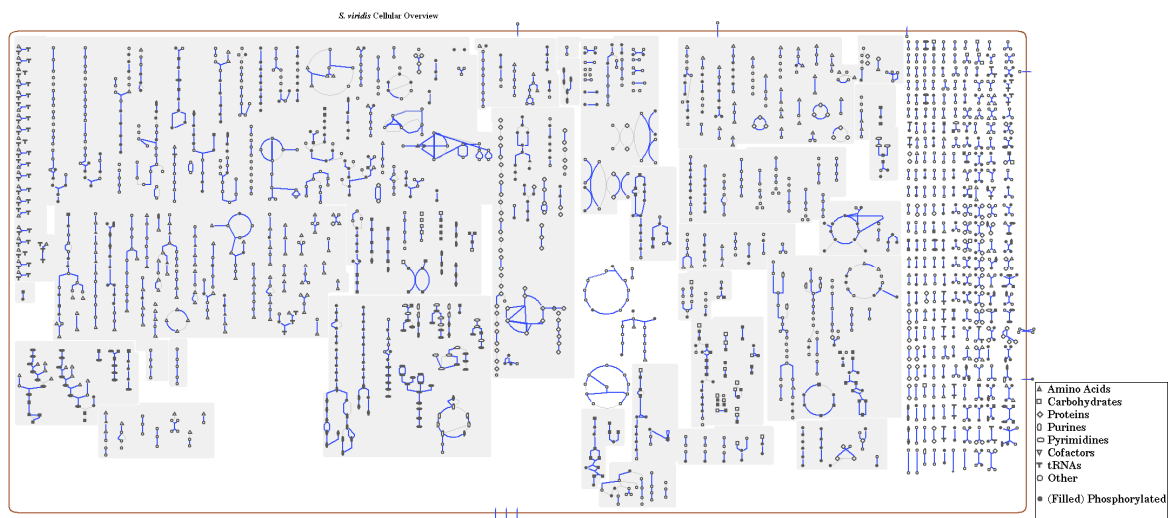 S. viridis Cellular Overview
Amino Acids
Carbohydrates
Proteins
Purines
Pyrimidines
Cofactors
tRNAs
Other
(Filled) Phosphorylated